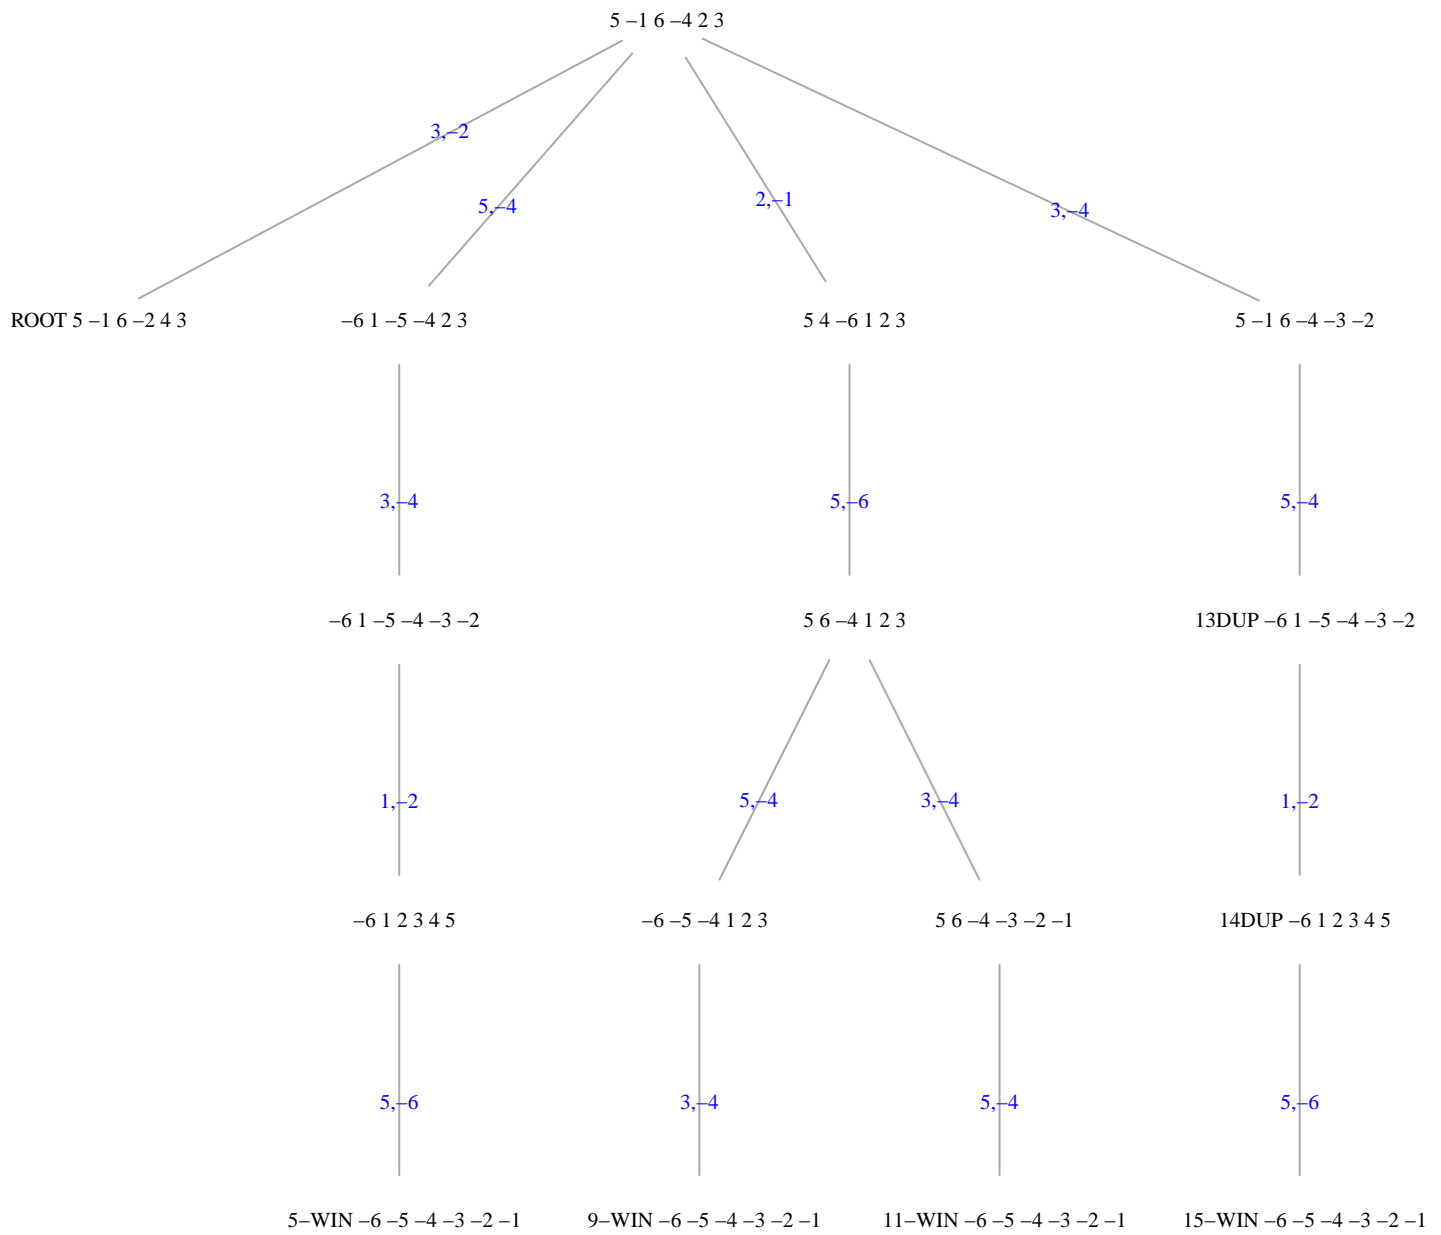 5 –1 6 –4 2 3
3,–2
5,–4
2,–1
3,–4
ROOT 5 –1 6 –2 4 3
–6 1 –5 –4 2 3
5 4 –6 1 2 3
5 –1 6 –4 –3 –2
3,–4
5,–6
5,–4
–6 1 –5 –4 –3 –2
5 6 –4 1 2 3
13DUP –6 1 –5 –4 –3 –2
1,–2
5,–4
3,–4
1,–2
–6 1 2 3 4 5
–6 –5 –4 1 2 3
5 6 –4 –3 –2 –1
14DUP –6 1 2 3 4 5
5,–6
3,–4
5,–4
5,–6
5–WIN –6 –5 –4 –3 –2 –1
9–WIN –6 –5 –4 –3 –2 –1
11–WIN –6 –5 –4 –3 –2 –1
15–WIN –6 –5 –4 –3 –2 –1